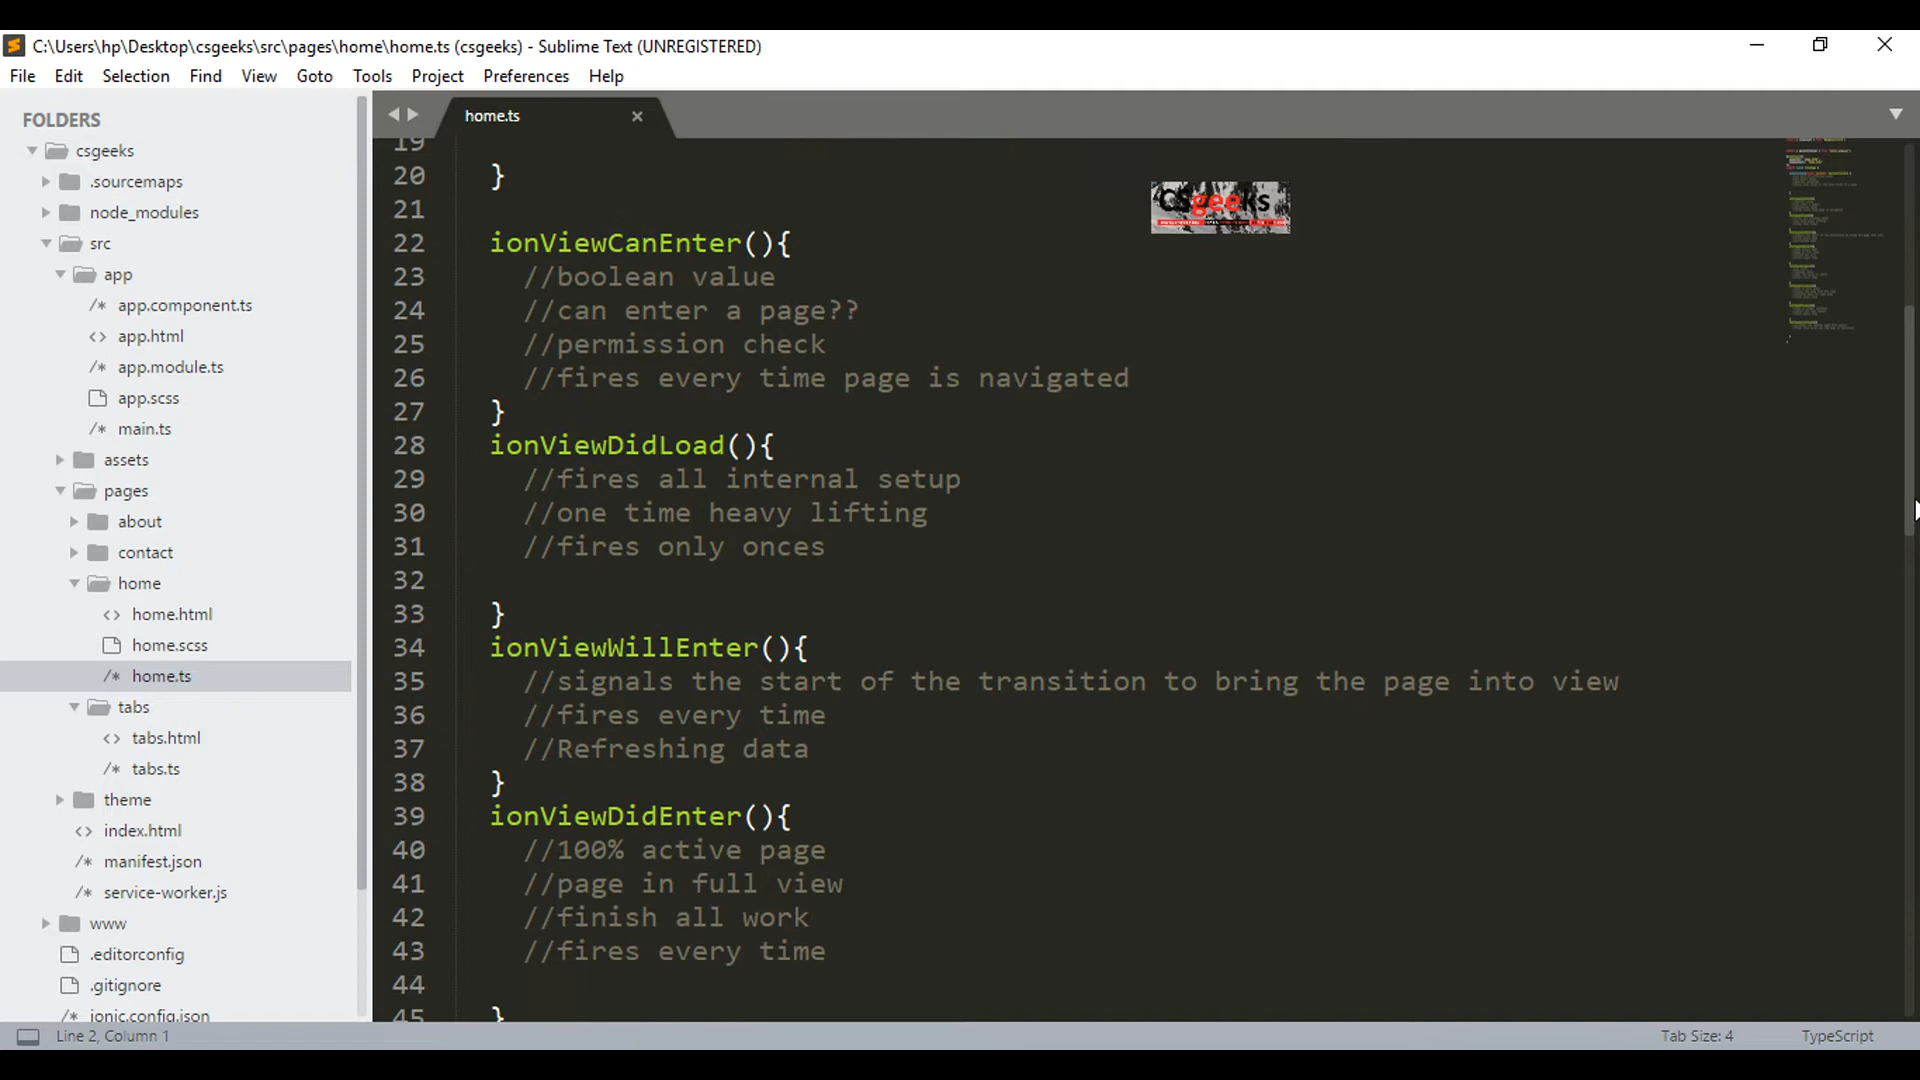 C:\Users\hp\Desktop\csgeeks\src\pages\home\home.ts (csgeeks) - Sublime Text (UNREGISTERED)
File Edit Selection Find View Goto Tools Project Preferences Help
FOLDERS
csgeeks
.sourcemaps
node_modules
src
app
/* app.component.ts
<> app.html
/* app.module.ts
app.scss
/* main.ts
assets
pages
about
contact
home
<> home.html
home.scss
/* home.ts
tabs
<> tabs.html
/* tabs.ts
theme
<> index.html
/* manifest.json
/* service-worker.js
www
.editorconfig
.gitignore
/* ionic.config.json
home.ts
19
20 }
21
22 ionViewCanEnter(){
23 //boolean value
24 //can enter a page??
25 //permission check
26 //fires every time page is navigated
27 }
28 ionViewDidLoad(){
29 //fires all internal setup
30 //one time heavy lifting
31 //fires only onces
32
33 }
34 ionViewWillEnter(){
35 //signals the start of the transition to bring the page into view
36 //fires every time
37 //Refreshing data
38 }
39 ionViewDidEnter(){
40 //100% active page
41 //page in full view
42 //finish all work
43 //fires every time
44
45 }
CSgeeks
Line 2, Column 1
Tab Size: 4
TypeScript